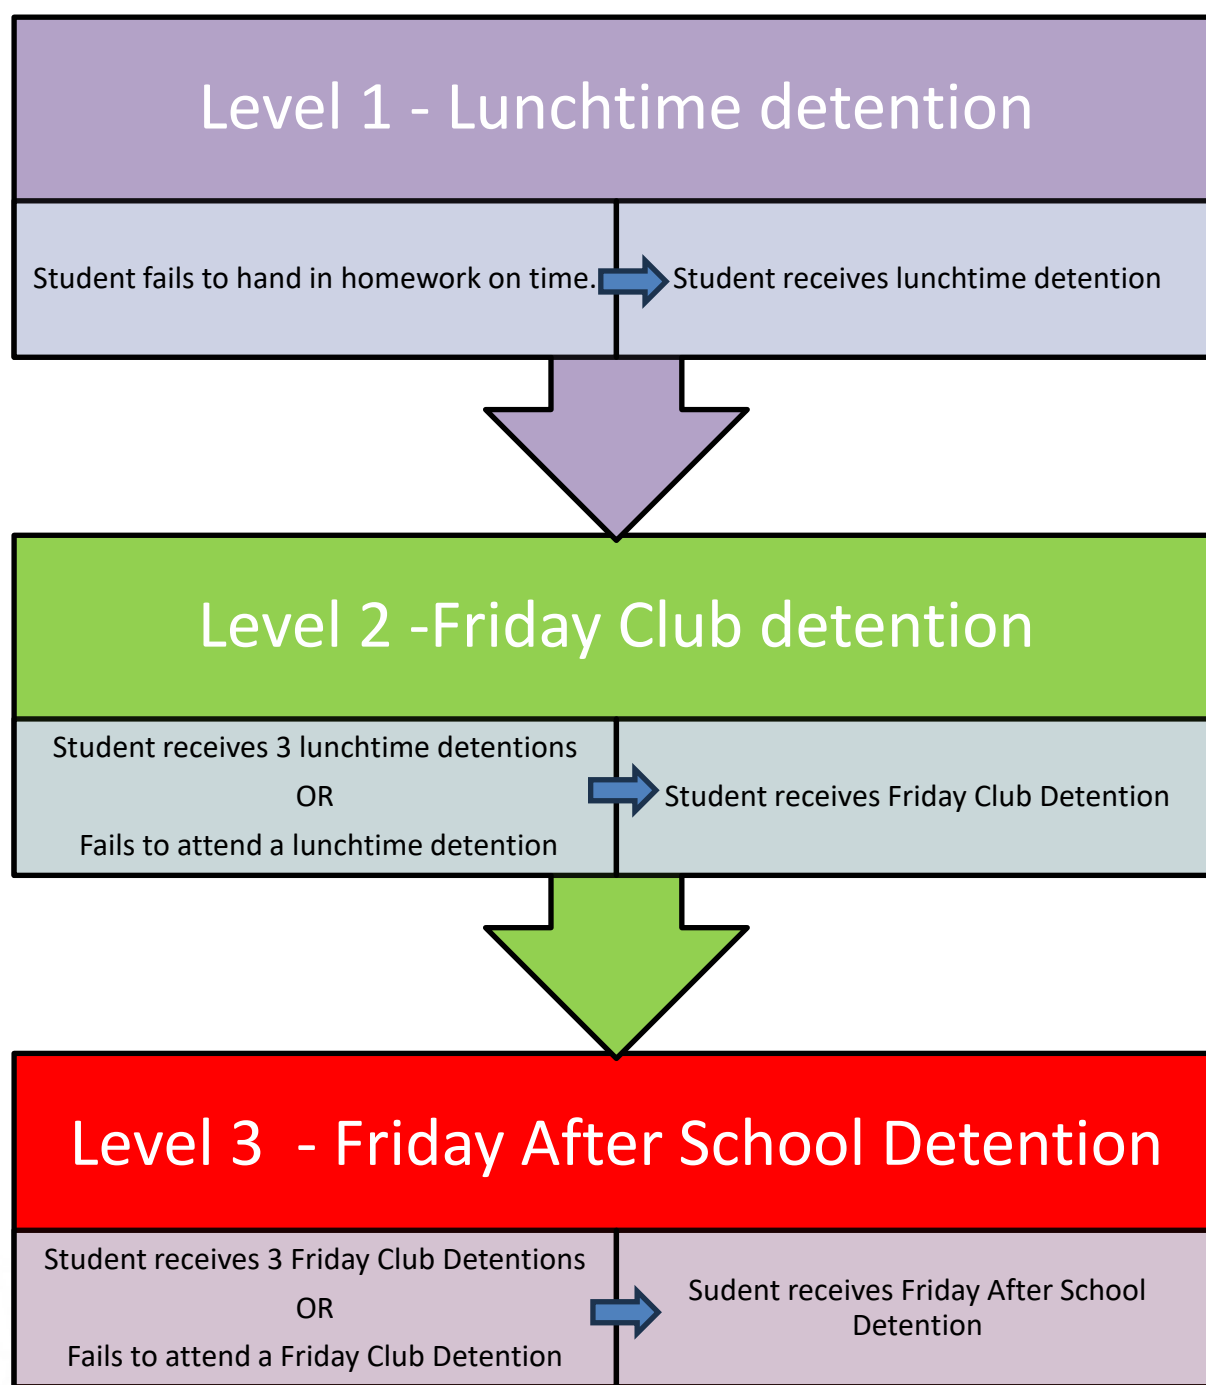 Level 1 - Lunchtime detention
Student fails to hand in homework on time.
Student receives lunchtime detention
Level 2 -Friday Club detention
Student receives 3 lunchtime detentions
OR
Fails to attend a lunchtime detention
Student receives Friday Club Detention
Level 3  - Friday After School Detention
Student receives 3 Friday Club Detentions
OR
Fails to attend a Friday Club Detention
Sudent receives Friday After School
Detention